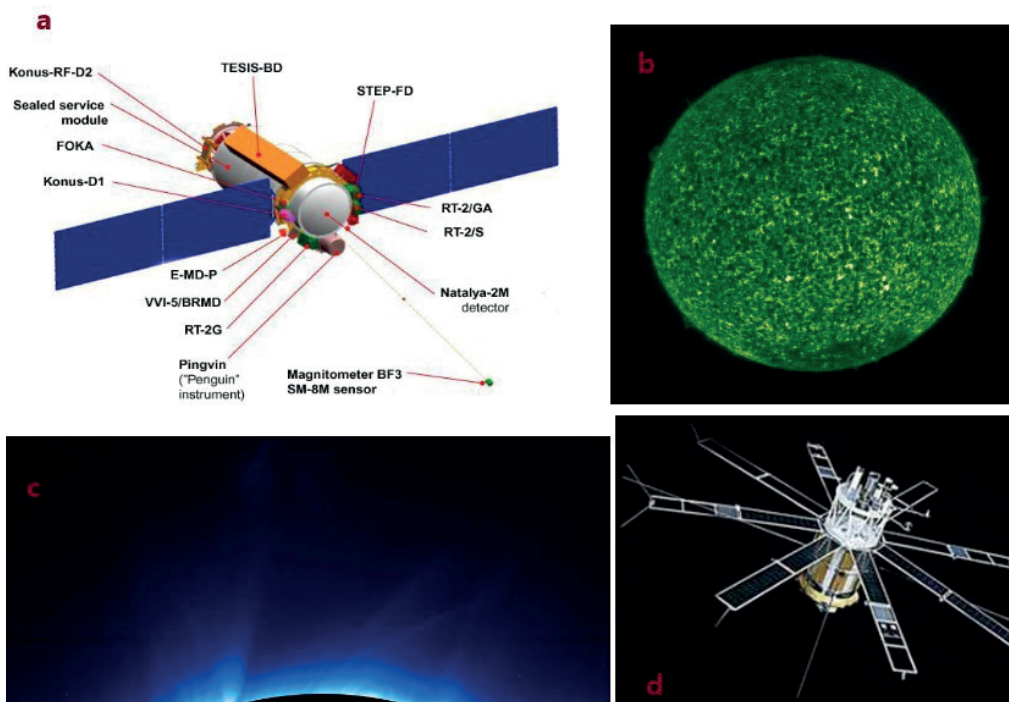 a
Konus-RF-D2
TESIS-BD
STEP-FD
Sealed service
module
FOKA
Konus-D1
RT-2/GA
RT-2/S
E-MD-P
VVI-5/BRMD
RT-2G
Natalya-2M
detector
Pingvin
("Penguin"
instrument)
Magnitometer BF3
SM-8M sensor
b
c
d